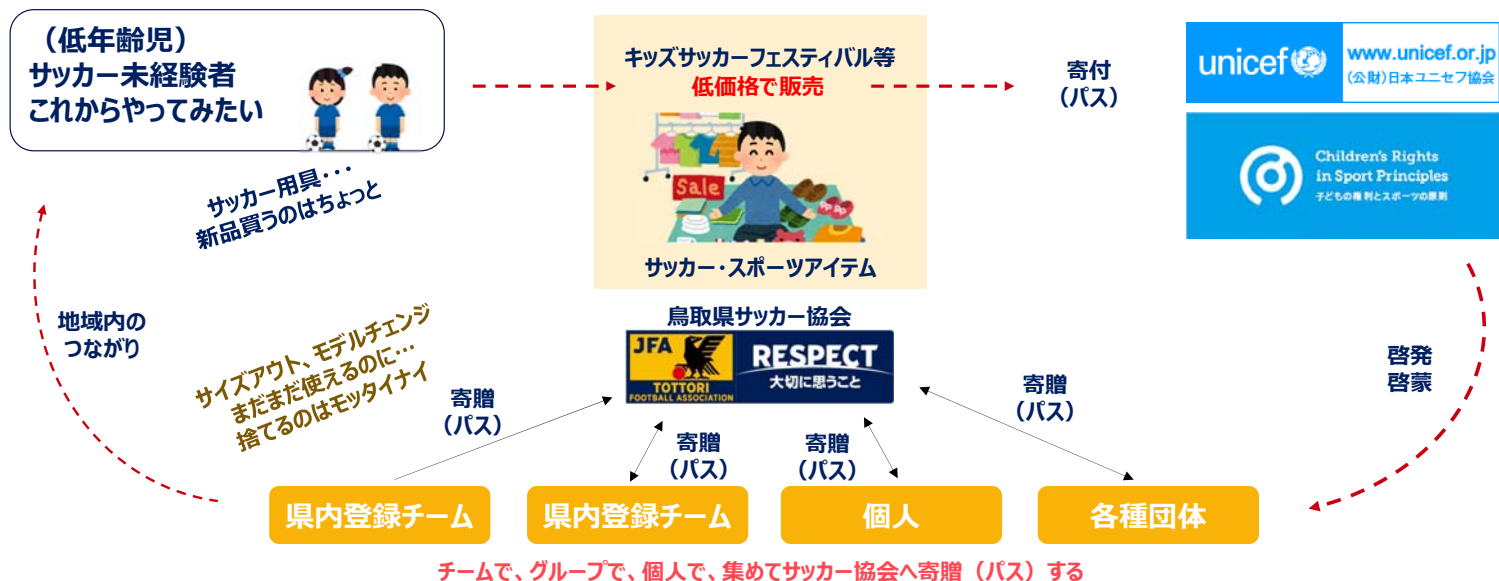 （低年齢児）
サッカー未経験者
これからやってみたい
サッカー用具・・・
新品買うのはちょっと
キッズサッカーフェスティバル等
低価格で販売
Sale
サッカー・スポーツアイテム
寄付
（パス）
unicef
www.unicef.or.jp
(公財)日本ユニセフ協会
Children's Rights
in Sport Principles
子どもの権利とスポーツの原則
地域内の
つながり
サイズアウト、モデルチェンジ
まだまだ使えるのに…
捨てるのはモッタイナイ
鳥取県サッカー協会
JFA
TOTTORI
FOOTBALL ASSOCIATION
RESPECT
大切に思うこと
啓発
啓蒙
寄贈
（パス）
寄贈
（パス）
寄贈
（パス）
寄贈
（パス）
県内登録チーム
県内登録チーム
個人
各種団体
チームで、グループで、個人で、集めてサッカー協会へ寄贈（パス）する